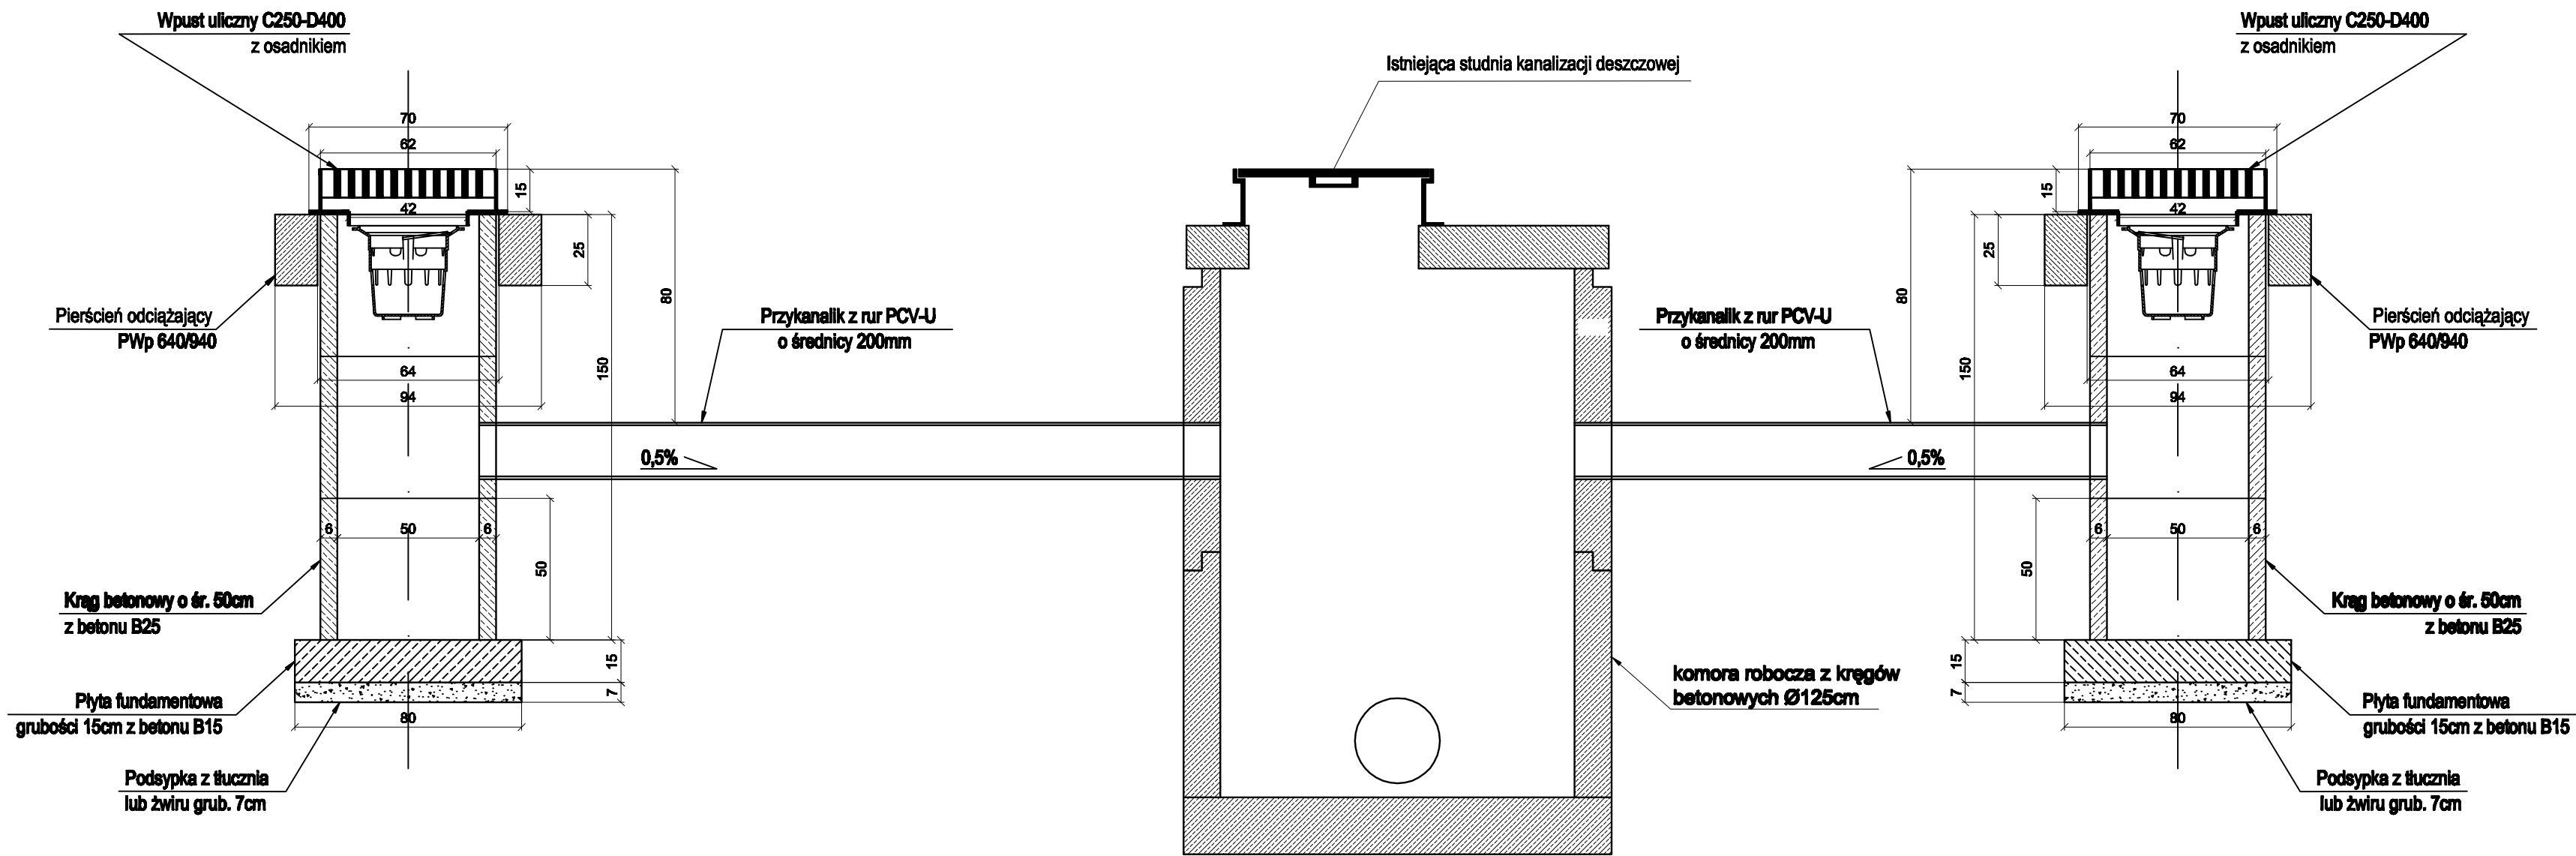 Wpust uliczny C250-D400
z osadnikiem
70
62
15
42
25
80
150
Pierścień odciążający
PWp 640/940
64
94
Przykanalik z rur PCV-U
o średnicy 200mm
0,5%
6
50
6
50
Krąg betonowy o śr. 50cm
z betonu B25
15
7
Płyta fundamentowa
grubości 15cm z betonu B15
80
Podsypka z tłucznia
lub żwiru grub. 7cm
Istniejąca studnia kanalizacji deszczowej
komora robocza z kręgów
betonowych Ø125cm
Wpust uliczny C250-D400
z osadnikiem
70
62
15
42
25
80
150
Pierścień odciążający
PWp 640/940
64
94
Przykanalik z rur PCV-U
o średnicy 200mm
0,5%
6
50
6
50
Krąg betonowy o śr. 50cm
z betonu B25
15
7
Płyta fundamentowa
grubości 15cm z betonu B15
80
Podsypka z tłucznia
lub żwiru grub. 7cm